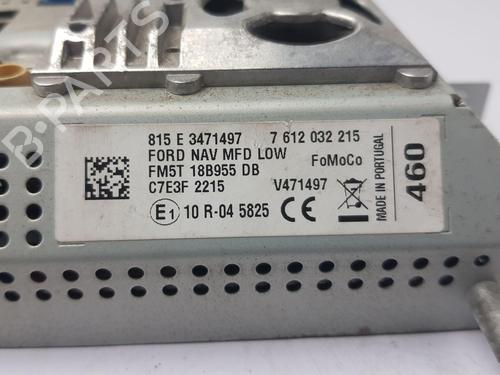 815 E 3471497 7 612 032 215
FORD NAV MFD LOW FoMoCo
FM5T 18B955 DB
C7E3F 2215 V471497
E1 10 R-04 5825 CE
MADE IN PORTUGAL
460
B-PARTS